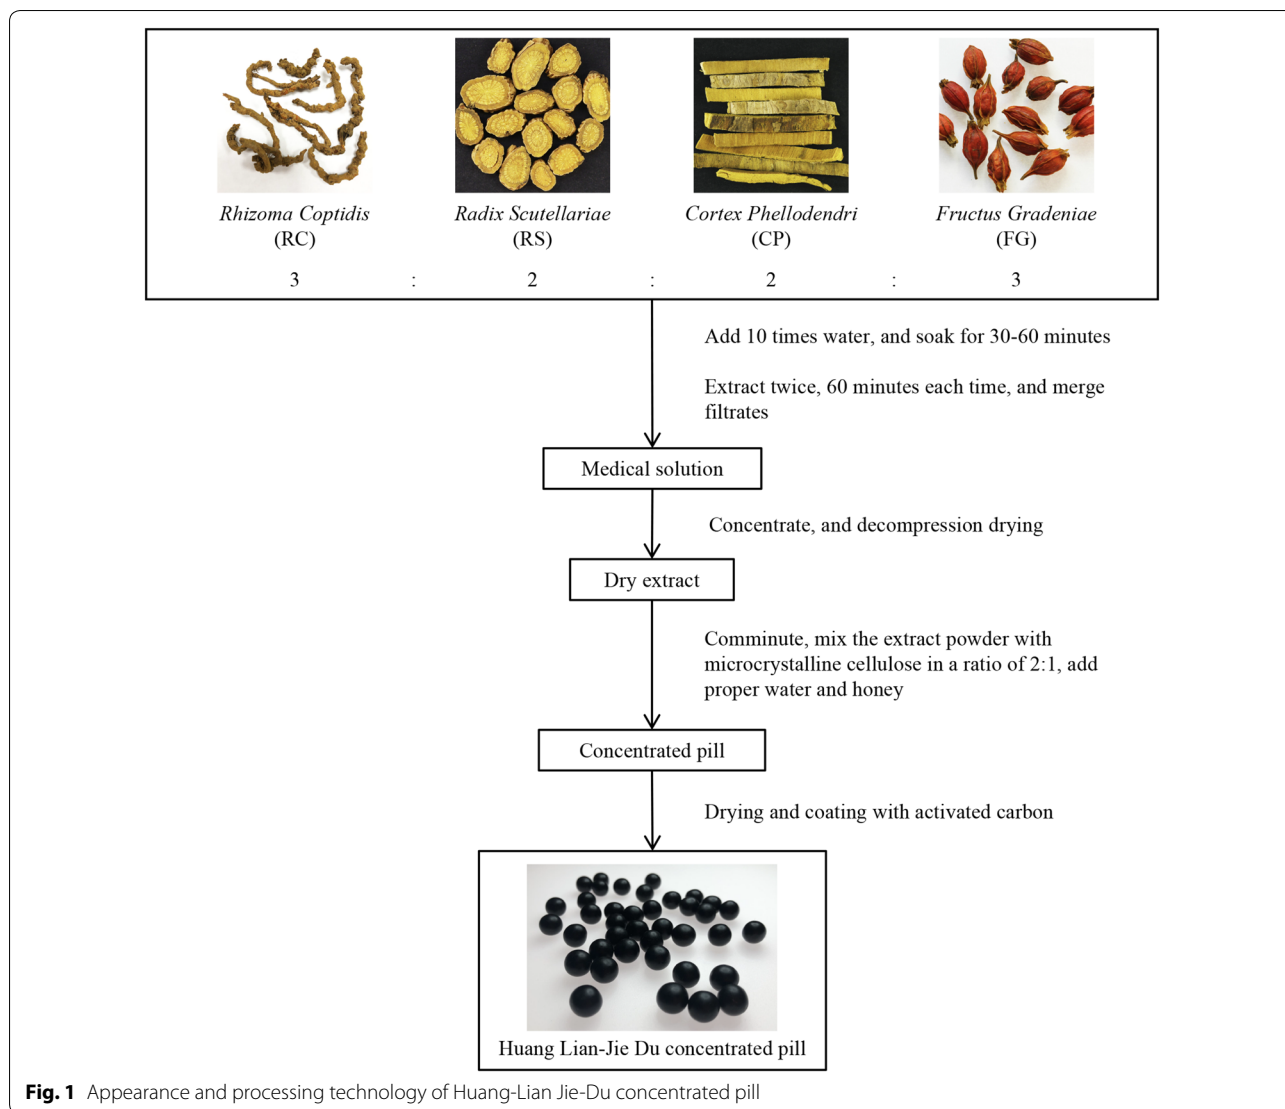 Rhizoma Coptidis
(RC)
Radix Scutellariae
(RS)
Cortex Phellodendri
(CP)
Fructus Gradeniae
(FG)
3 : 2 : 2 : 3
Add 10 times water, and soak for 30-60 minutes
Extract twice, 60 minutes each time, and merge
filtrates
Medical solution
Concentrate, and decompression drying
Dry extract
Comminute, mix the extract powder with
microcrystalline cellulose in a ratio of 2:1, add
proper water and honey
Concentrated pill
Drying and coating with activated carbon
Huang Lian-Jie Du concentrated pill
Fig. 1 Appearance and processing technology of Huang-Lian Jie-Du concentrated pill